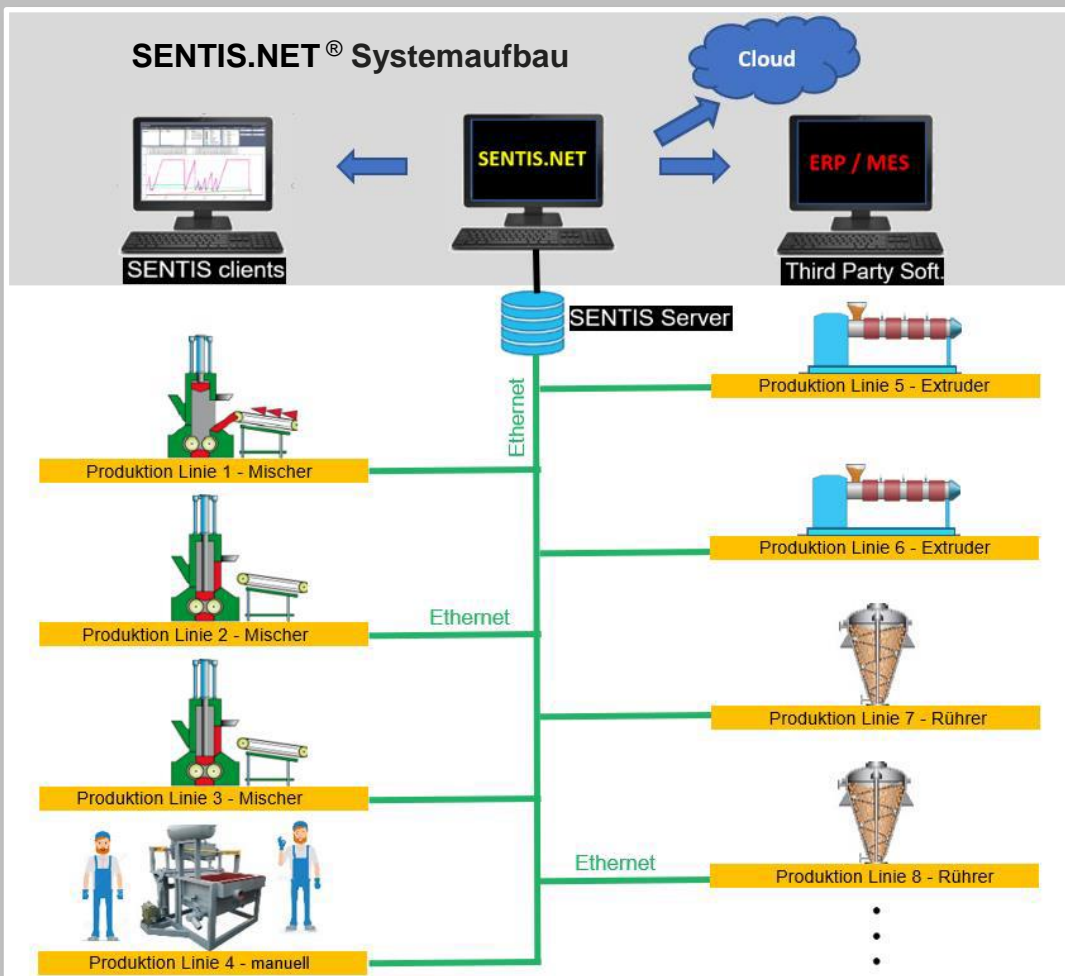 SENTIS.NET ® Systemaufbau
Cloud
SENTIS.NET
ERP / MES
SENTIS clients
Third Party Soft.
SENTIS Server
Ethernet
Produktion Linie 5 - Extruder
Produktion Linie 1 - Mischer
Produktion Linie 6 - Extruder
Ethernet
Produktion Linie 2 - Mischer
Produktion Linie 7 - Rührer
Produktion Linie 3 - Mischer
Ethernet
Produktion Linie 8 - Rührer
Produktion Linie 4 - manuell